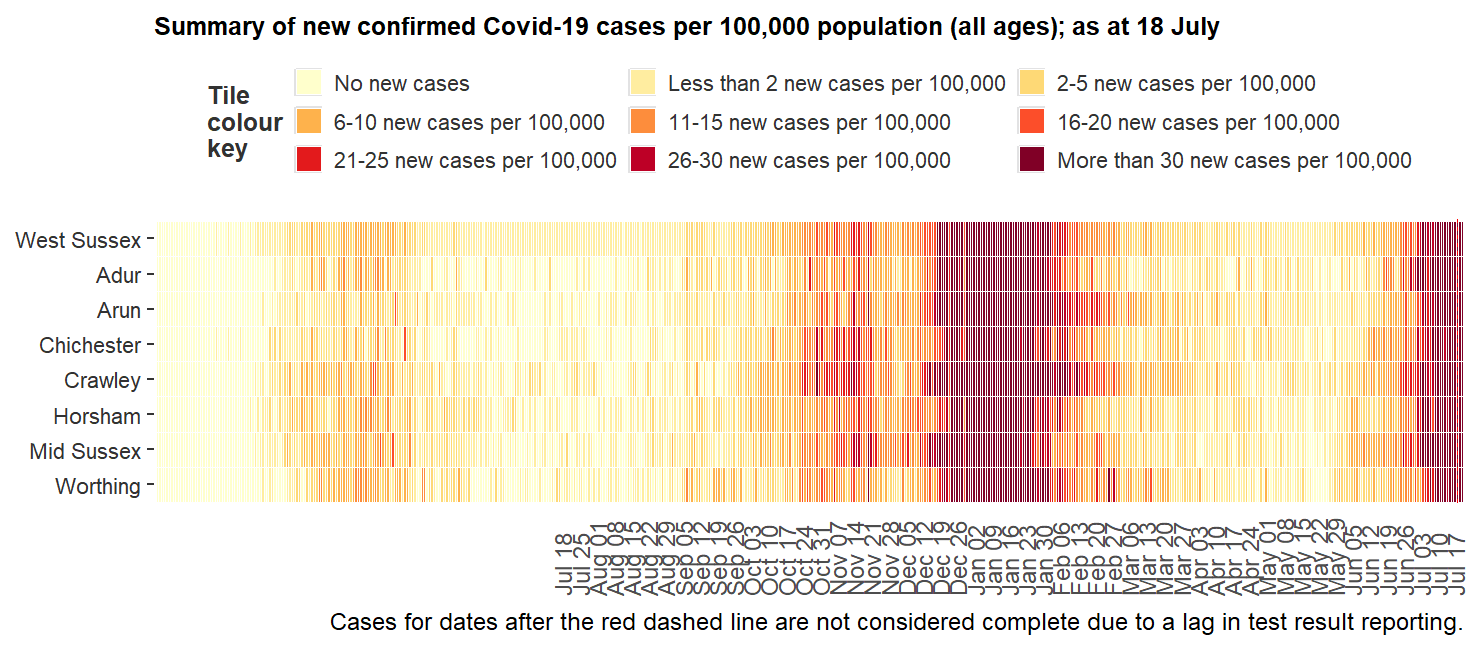 Summary of new confirmed Covid-19 cases per 100,000 population (all ages); as at 18 July
Tile
colour
key
No new cases
Less than 2 new cases per 100,000
2-5 new cases per 100,000
6-10 new cases per 100,000
11-15 new cases per 100,000
16-20 new cases per 100,000
21-25 new cases per 100,000
26-30 new cases per 100,000
More than 30 new cases per 100,000
West Sussex
Adur
Arun
Chichester
Crawley
Horsham
Mid Sussex
Worthing
Jul 18
Jul 25
Aug 01
Aug 08
Aug 15
Aug 22
Aug 29
Sep 05
Sep 12
Sep 19
Sep 26
Oct 03
Oct 10
Oct 17
Oct 24
Oct 31
Nov 07
Nov 14
Nov 21
Nov 28
Dec 05
Dec 12
Dec 19
Dec 26
Jan 02
Jan 09
Jan 16
Jan 23
Jan 30
Feb 06
Feb 13
Feb 20
Feb 27
Mar 06
Mar 13
Mar 20
Mar 27
Apr 03
Apr 10
Apr 17
Apr 24
May 01
May 08
May 15
May 22
May 29
Jun 05
Jun 12
Jun 19
Jun 26
Jul 03
Jul 10
Jul 17
Cases for dates after the red dashed line are not considered complete due to a lag in test result reporting.